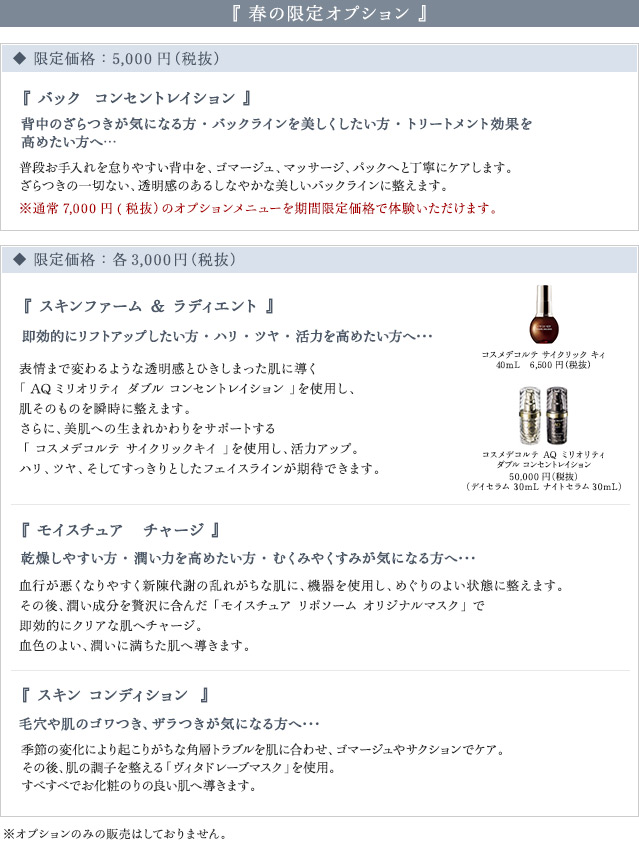 『 春の限定オプション 』
◆ 限定価格：5,000 円（税抜）
『 バック　コンセントレイション 』
背中のざらつきが気になる方・バックラインを美しくしたい方・トリートメント効果を
高めたい方へ…
普段お手入れを怠りやすい背中を、ゴマージュ、マッサージ、パックへと丁寧にケアします。
ざらつきの一切ない、透明感のあるしなやかな美しいバックラインに整えます。
※通常 7,000 円 ( 税抜 ) のオプションメニューを期間限定価格で体験いただけます。
◆ 限定価格：各 3,000円（税抜）
『 スキンファーム ＆ ラディエント 』
即効的にリフトアップしたい方・ハリ・ツヤ・活力を高めたい方へ･･･
表情まで変わるような透明感とひきしまった肌に導く
「 AQ ミリオリティ ダブル コンセントレイション 」を使用し、
肌そのものを瞬時に整えます。
さらに、美肌への生まれかわりをサポートする
「 コスメデコルテ サイクリックキイ 」を使用し、活力アップ。
ハリ、ツヤ、そしてすっきりとしたフェイスラインが期待できます。
コスメデコルテ サイクリック キィ
40mL　6,500 円（税抜）
コスメデコルテ AQ ミリオリティ
ダブル コンセントレイション
50,000 円（税抜）
（デイセラム 30mL ナイトセラム 30mL）
『 モイスチュア　チャージ 』
乾燥しやすい方・潤い力を高めたい方・むくみやくすみが気になる方へ･･･
血行が悪くなりやすく新陳代謝の乱れがちな肌に、機器を使用し、めぐりのよい状態に整えます。
その後、潤い成分を贅沢に含んだ「モイスチュア リポソーム オリジナルマスク」で
即効的にクリアな肌へチャージ。
血色のよい、潤いに満ちた肌へ導きます。
『 スキン コンディション　』
毛穴や肌のゴワつき、ザラつきが気になる方へ･･･
季節の変化により起こりがちな角層トラブルを肌に合わせ、ゴマージュやサクションでケア。
その後、肌の調子を整える「ヴィタドレーブマスク」を使用。
すべすべでお化粧のりの良い肌へ導きます。
※オプションのみの販売はしておりません。